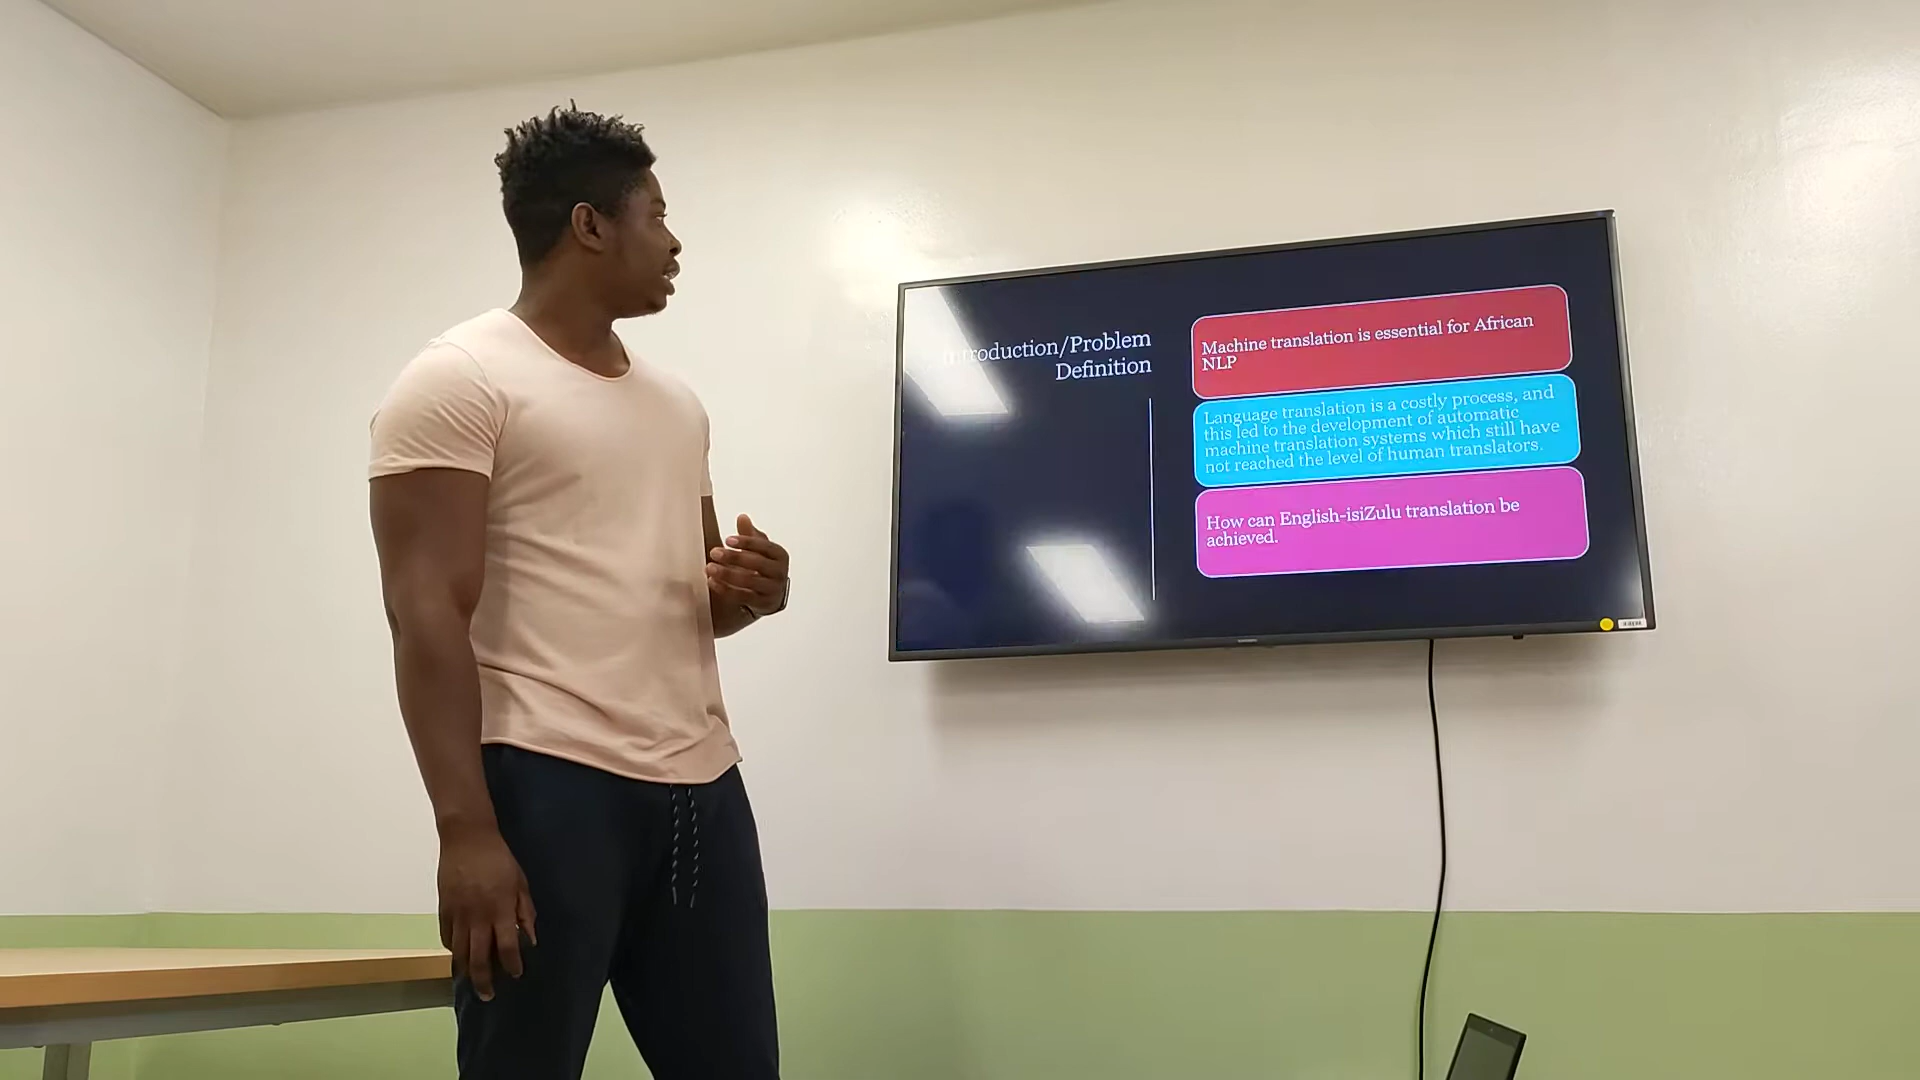 Introduction/Problem
Definition
Machine translation is essential for African
NLP
Language translation is a costly process, and
this led to the development of automatic
machine translation systems which still have
not reached the level of human translators.
How can English-isiZulu translation be
achieved.